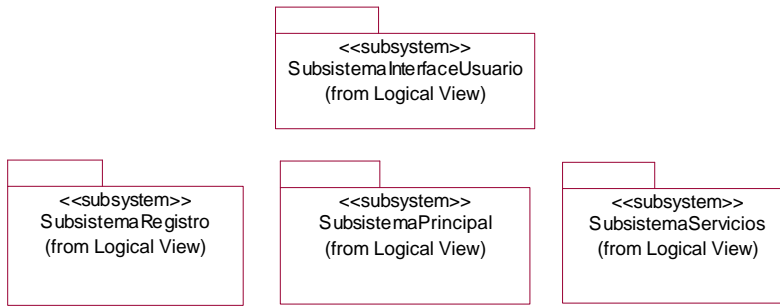 <<subsystem>>
SubsistemaInterfaceUsuario
(from Logical View)
<<subsystem>>
SubsistemaRegistro
(from Logical View)
<<subsystem>>
SubsistemaPrincipal
(from Logical View)
<<subsystem>>
SubsistemaServicios
(from Logical View)